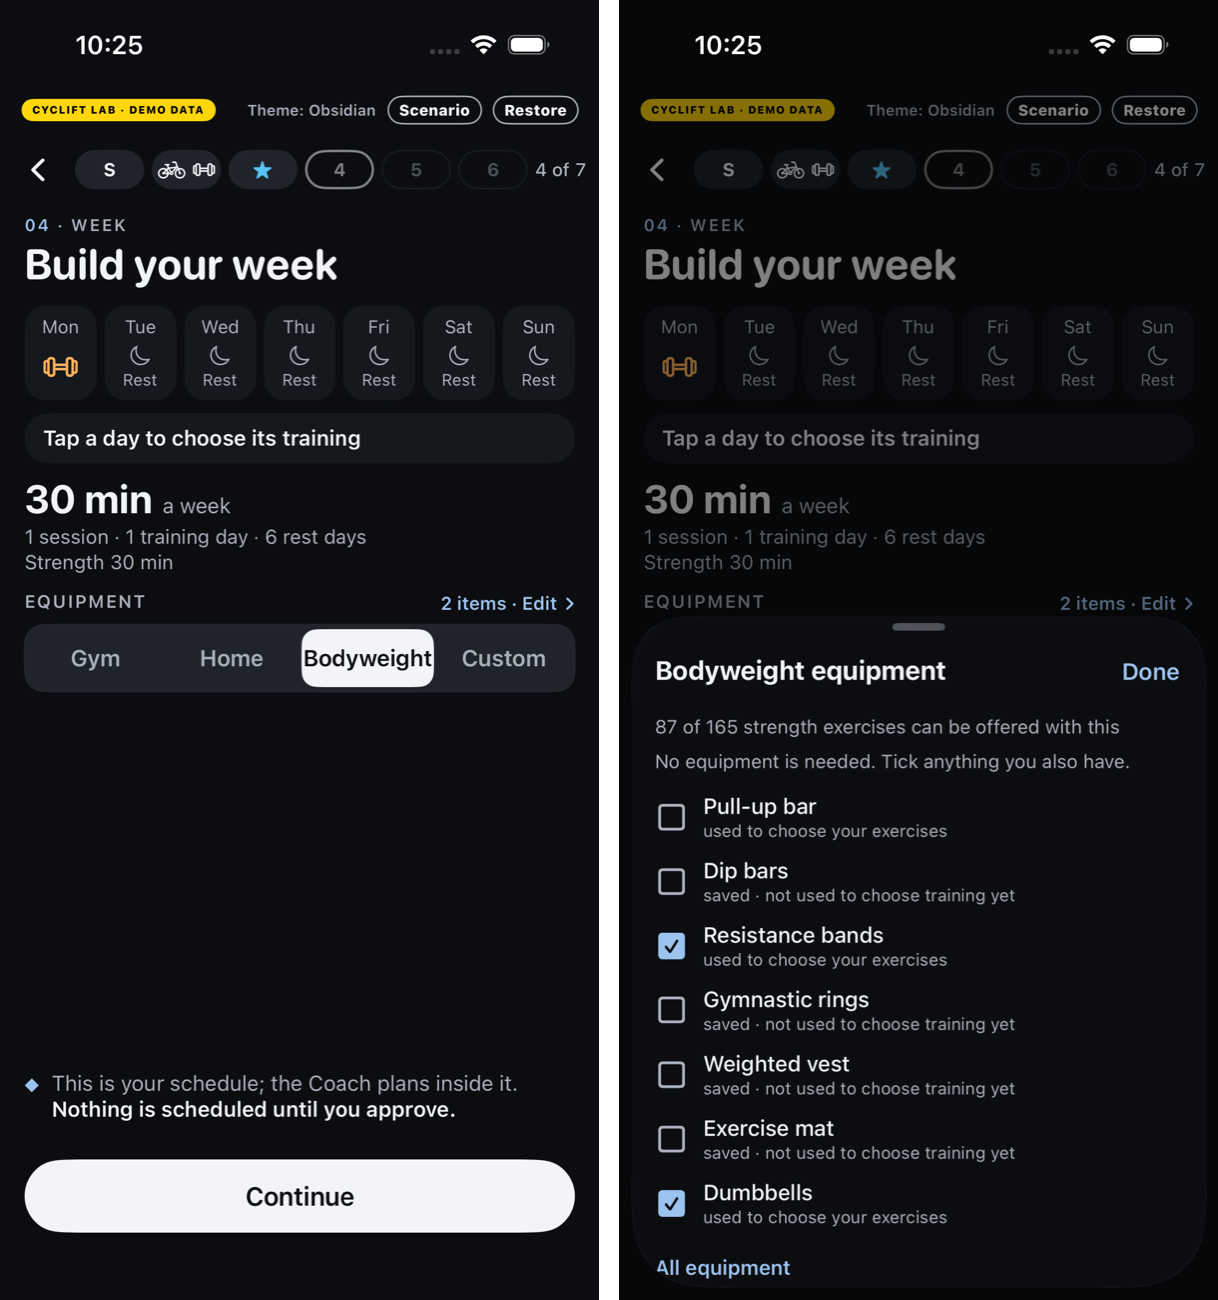 10:25
CYCLIFT LAB · DEMO DATA Theme: Obsidian Scenario Restore
S 4 5 6 4 of 7
04 · WEEK
Build your week
Mon Tue Wed Thu Fri Sat Sun
Rest Rest Rest Rest Rest Rest
Tap a day to choose its training
30 min a week
1 session · 1 training day · 6 rest days
Strength 30 min
EQUIPMENT 2 items · Edit >
Gym Home Bodyweight Custom
This is your schedule; the Coach plans inside it.
Nothing is scheduled until you approve.
Continue
10:25
CYCLIFT LAB · DEMO DATA Theme: Obsidian Scenario Restore
S 4 5 6 4 of 7
04 · WEEK
Build your week
Mon Tue Wed Thu Fri Sat Sun
Rest Rest Rest Rest Rest Rest
Tap a day to choose its training
30 min a week
1 session · 1 training day · 6 rest days
Strength 30 min
EQUIPMENT 2 items · Edit >
Bodyweight equipment Done
87 of 165 strength exercises can be offered with this
No equipment is needed. Tick anything you also have.
Pull-up bar
used to choose your exercises
Dip bars
saved · not used to choose training yet
Resistance bands
used to choose your exercises
Gymnastic rings
saved · not used to choose training yet
Weighted vest
saved · not used to choose training yet
Exercise mat
saved · not used to choose training yet
Dumbbells
used to choose your exercises
All equipment